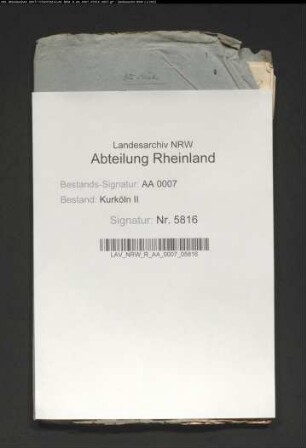 Landesarchiv NRW
Abteilung Rheinland
Bestands-Signatur: AA 0007
Bestand: Kurköln II
Signatur: Nr. 5816
LAV_NRW_R_AA_0007_05816